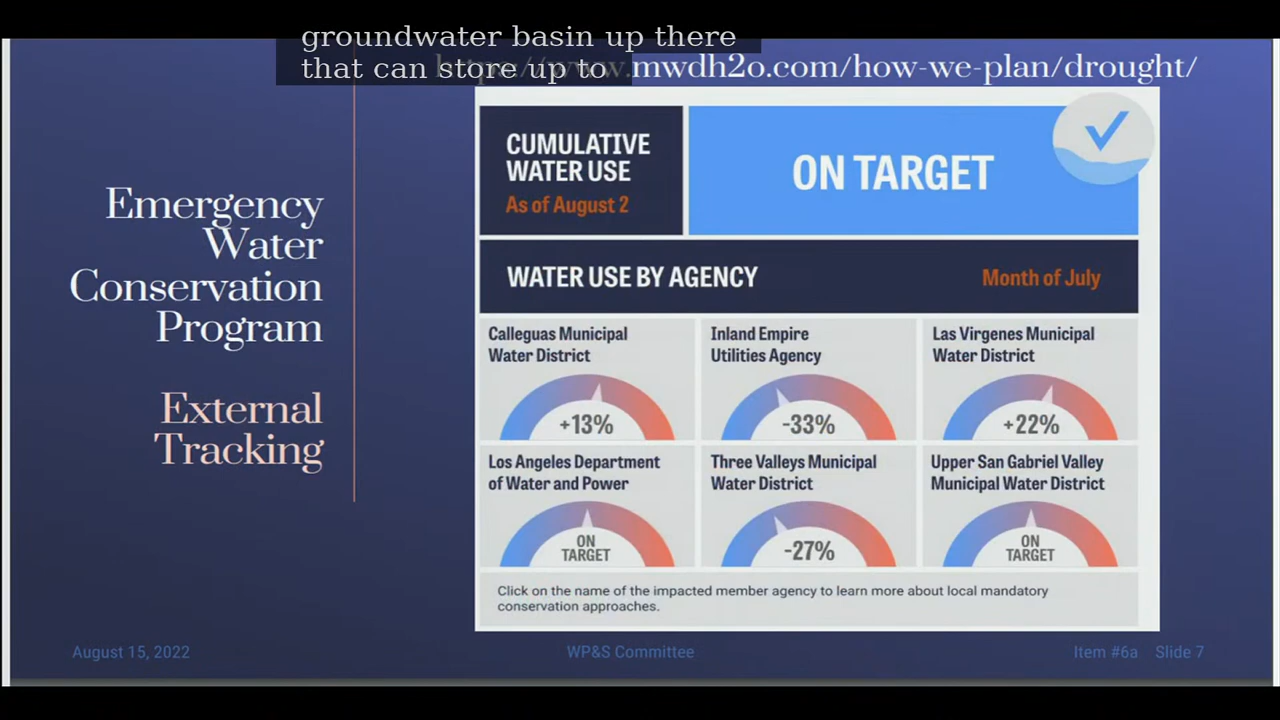 groundwater basin up there
that can store up to
https://www.mwdh2o.com/how-we-plan/drought/
Emergency
Water
Conservation
Program
External
Tracking
CUMULATIVE
WATER USE
As of August 2
ON TARGET
WATER USE BY AGENCY
Month of July
Calleguas Municipal
Water District
+13%
Inland Empire
Utilities Agency
-33%
Las Virgenes Municipal
Water District
+22%
Los Angeles Department
of Water and Power
ON
TARGET
Three Valleys Municipal
Water District
-27%
Upper San Gabriel Valley
Municipal Water District
ON
TARGET
Click on the name of the impacted member agency to learn more about local mandatory
conservation approaches.
August 15, 2022
WP&S Committee
Item #6a Slide 7